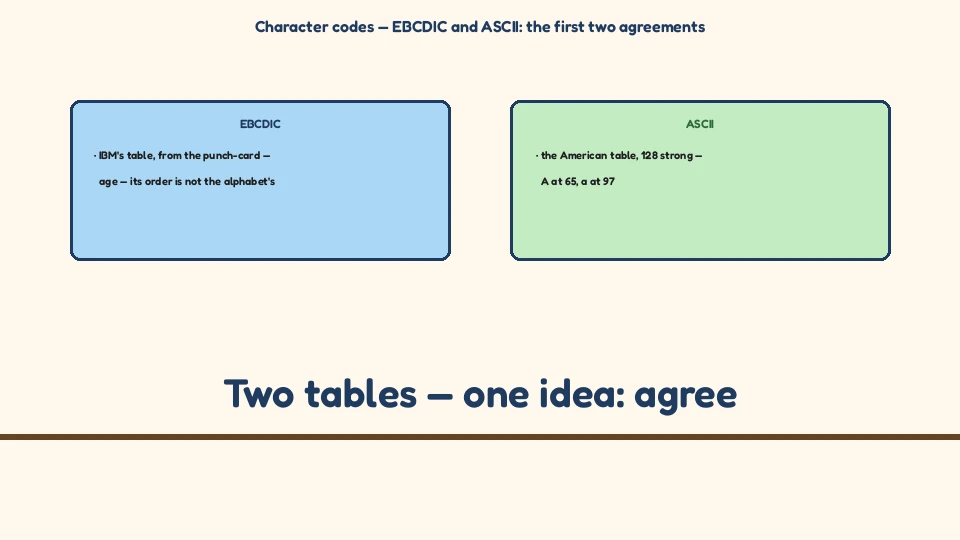 Character codes — EBCDIC and ASCII: the first two agreements
EBCDIC
· IBM's table, from the punch-card —
age — its order is not the alphabet's
ASCII
· the American table, 128 strong —
A at 65, a at 97
Two tables — one idea: agree